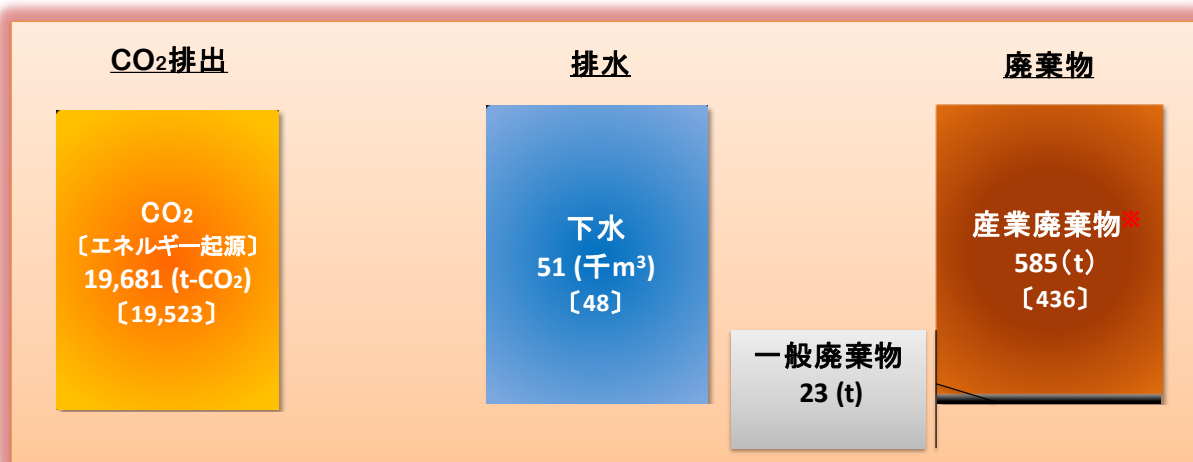 CO₂排出
CO₂
〔エネルギー起源〕
19,681 (t-CO₂)
〔19,523〕
排水
下水
51 (千m³)
〔48〕
廃棄物
産業廃棄物※
585(t)
〔436〕
一般廃棄物
23 (t)